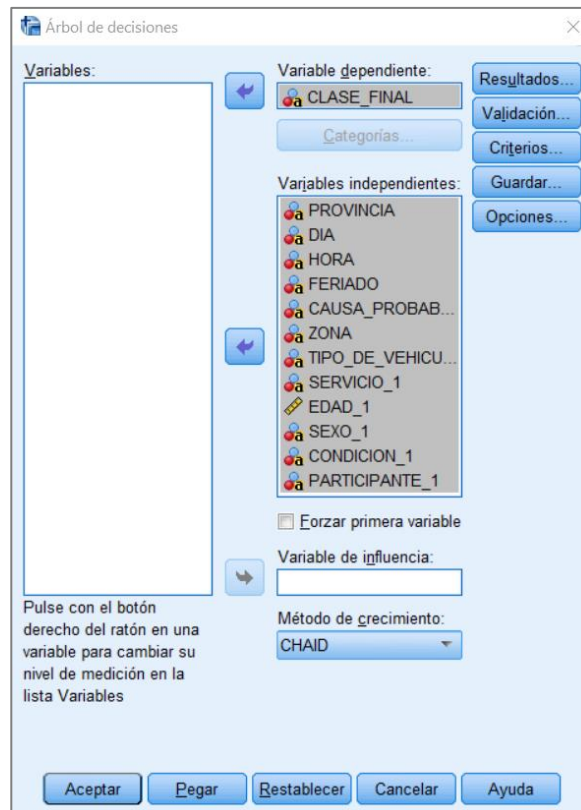 Árbol de decisiones
Variables:
Variable dependiente:
CLASE_FINAL
Categorías...
Variables independientes:
PROVINCIA
DIA
HORA
FERIADO
CAUSA_PROBAB...
ZONA
TIPO_DE_VEHICU...
SERVICIO_1
EDAD_1
SEXO_1
CONDICION_1
PARTICIPANTE_1
Forzar primera variable
Variable de influencia:
Método de crecimiento:
CHAID
Resultados...
Validación...
Criterios...
Guardar...
Opciones...
Pulse con el botón
derecho del ratón en una
variable para cambiar su
nivel de medición en la
lista Variables
Aceptar
Pegar
Restablecer
Cancelar
Ayuda